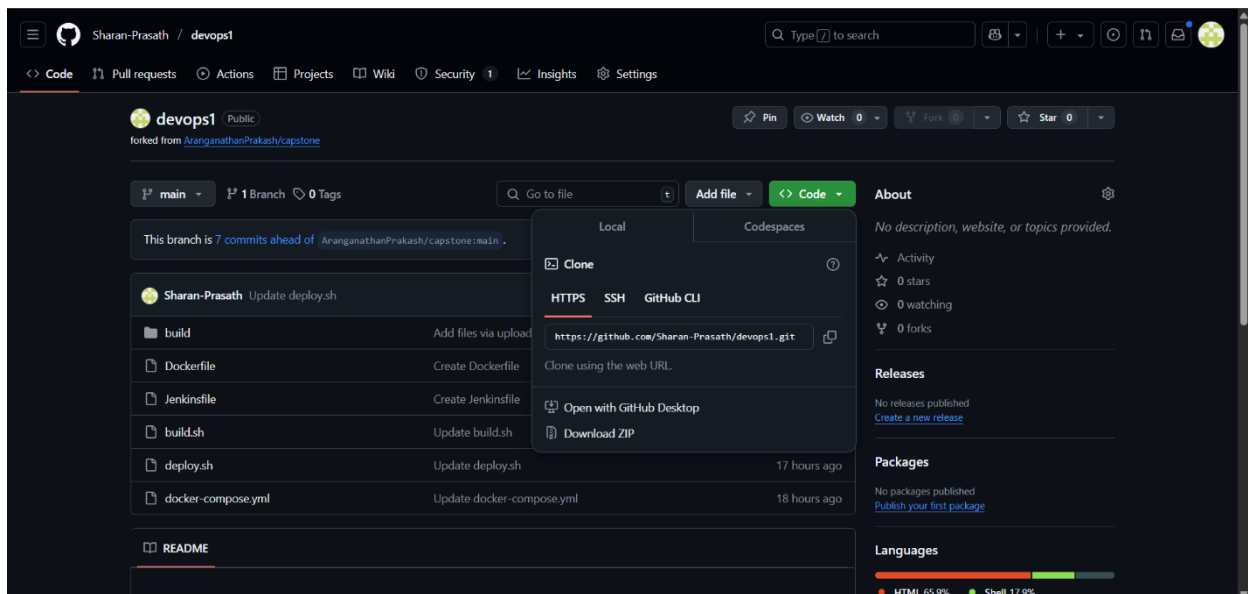 Sharan-Prasath / devops1
Type / to search
Code Pull requests Actions Projects Wiki Security 1 Insights Settings
devops1 Public
forked from AranganathanPrakash/capstone
Pin Watch 0 Fork 0 Star 0
main 1 Branch 0 Tags
Go to file t Add file Code
This branch is 7 commits ahead of AranganathanPrakash/capstone:main .
Sharan-Prasath Update deploy.sh
build Add files via upload
Dockerfile Create Dockerfile
Jenkinsfile Create Jenkinsfile
build.sh Update build.sh
deploy.sh Update deploy.sh 17 hours ago
docker-compose.yml Update docker-compose.yml 18 hours ago
README
Local Codespaces
Clone
HTTPS SSH GitHub CLI
https://github.com/Sharan-Prasath/devops1.git
Clone using the web URL.
Open with GitHub Desktop
Download ZIP
About
No description, website, or topics provided.
Activity
0 stars
0 watching
0 forks
Releases
No releases published
Create a new release
Packages
No packages published
Publish your first package
Languages
HTML 65.9% Shell 17.9%